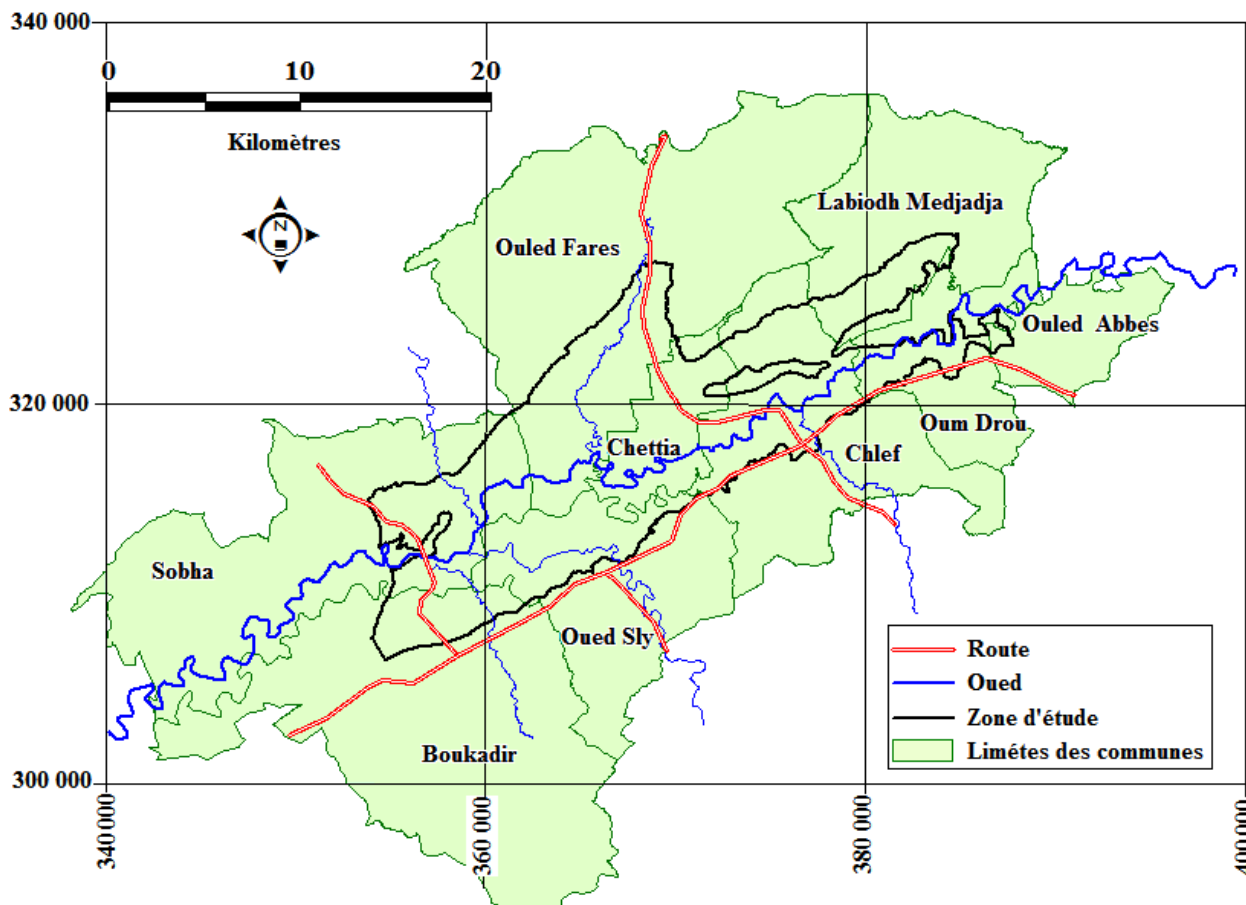 340 000
0 10 20
Kilomètres
N
Labiodh Medjadja
Ouled Fares
Ouled Abbes
320 000
Oum Drou
Chettia
Chlef
Sobha
Oued Sly
Boukadir
Route
Oued
Zone d'étude
Limétes des communes
300 000
340 000
360 000
380 000
400 000